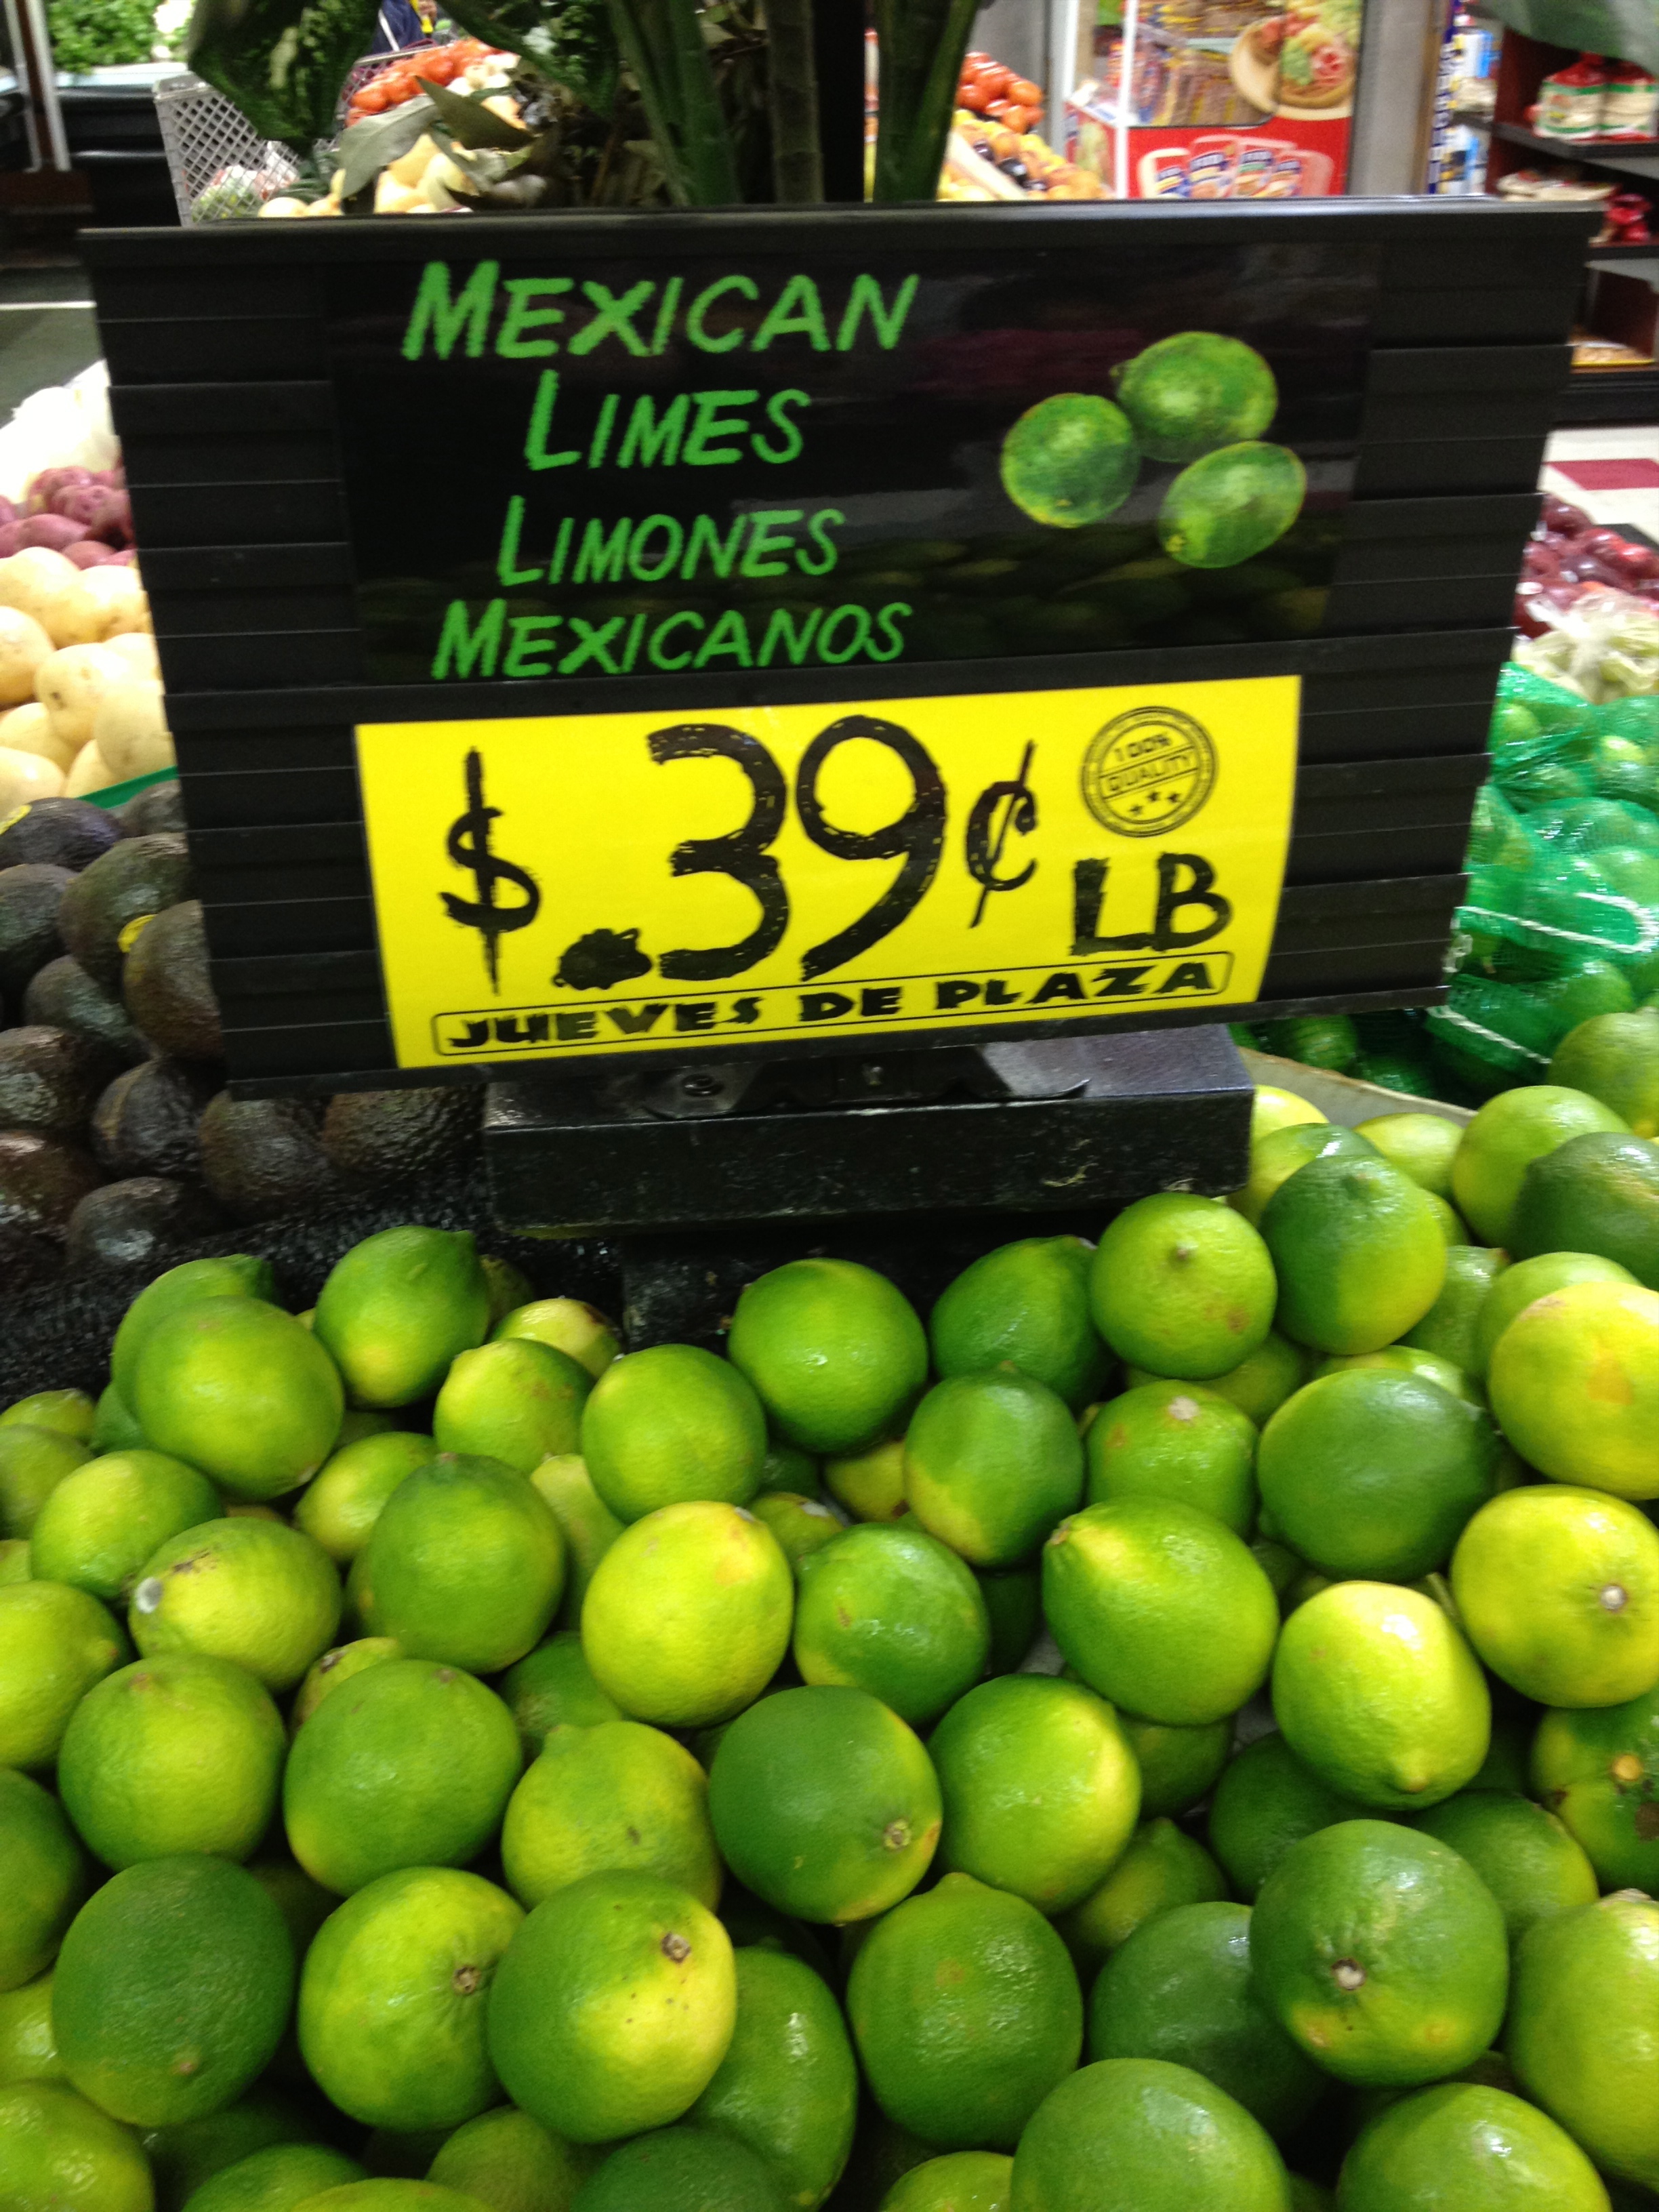 MEXICAN
LIMES
LIMONES
MEXICANOS
$.39¢ LB
100%
QUALITY
JUEVES DE PLAZA